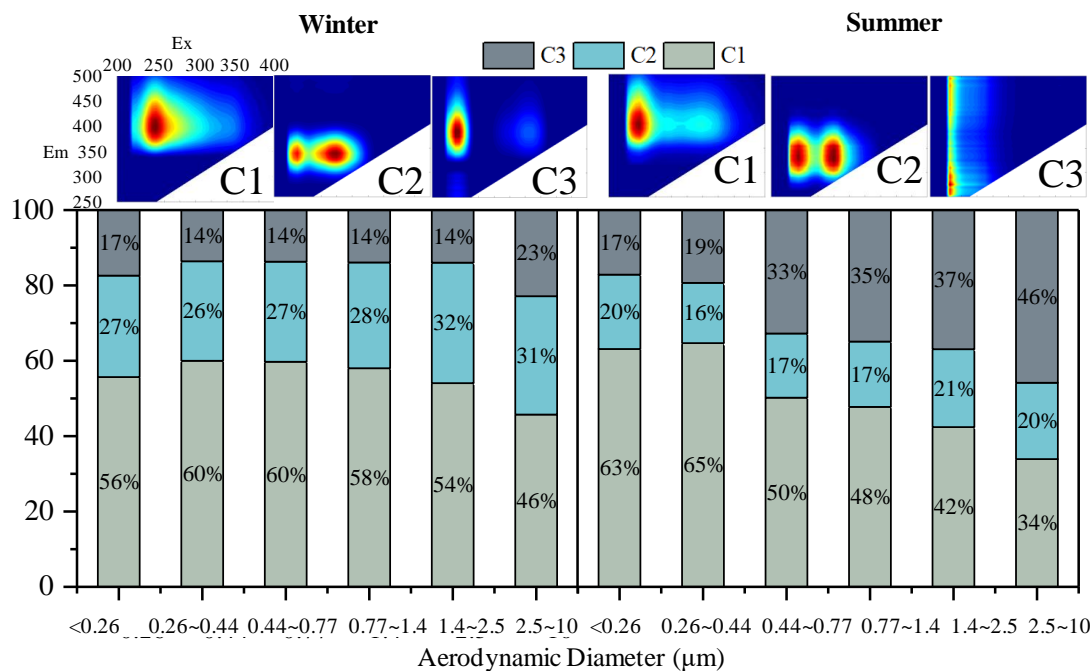 Winter
Summer
Ex
C3 C2 C1
200 250 300 350 400
500
450
400
Em 350
300
250
C1 C2 C3 C1 C2 C3
100
80
60
40
20
0
17% 14% 14% 14% 14% 23% 17% 19% 33% 35% 37% 46%
27% 26% 27% 28% 32% 31% 20% 16% 17% 17% 21% 20%
56% 60% 60% 58% 54% 46% 63% 65% 50% 48% 42% 34%
<0.26 0.26~0.44 0.44~0.77 0.77~1.4 1.4~2.5 2.5~10 <0.26 0.26~0.44 0.44~0.77 0.77~1.4 1.4~2.5 2.5~10
Aerodynamic Diameter (μm)